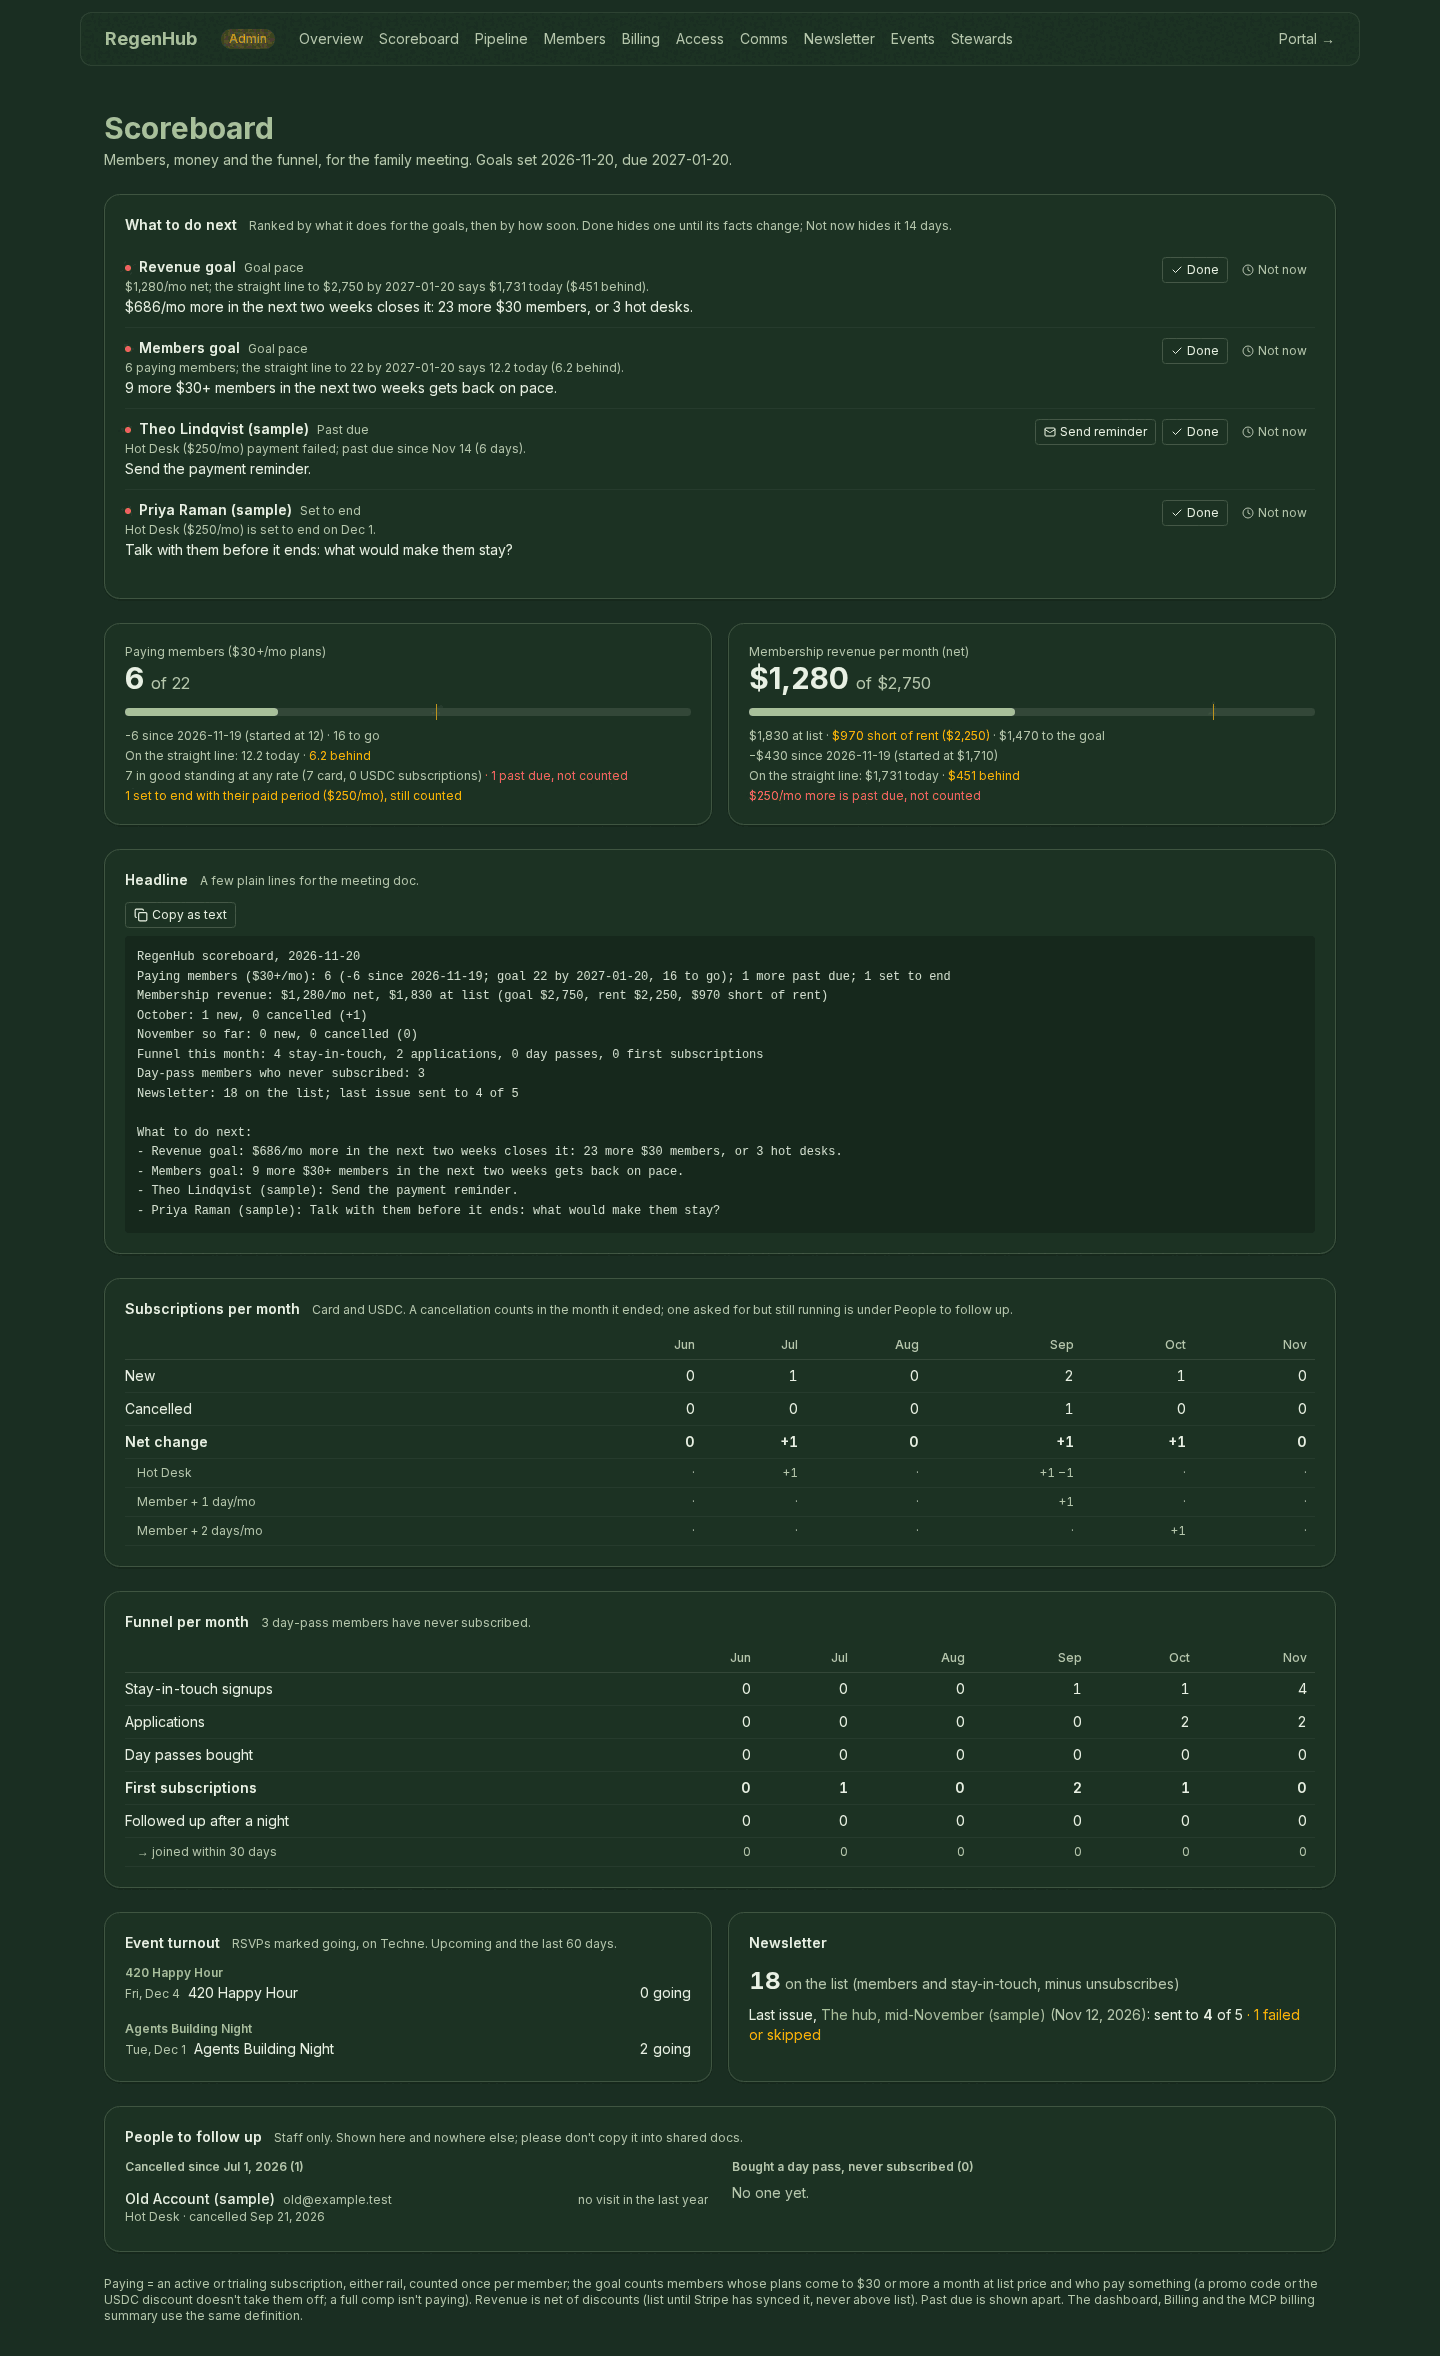 RegenHub Admin Overview Scoreboard Pipeline Members Billing Access Comms Newsletter Events Stewards Portal →
Scoreboard
Members, money and the funnel, for the family meeting. Goals set 2026-11-20, due 2027-01-20.
What to do next Ranked by what it does for the goals, then by how soon. Done hides one until its facts change; Not now hides it 14 days.
Revenue goal Goal pace Done Not now
$1,280/mo net; the straight line to $2,750 by 2027-01-20 says $1,731 today ($451 behind).
$686/mo more in the next two weeks closes it: 23 more $30 members, or 3 hot desks.
Members goal Goal pace Done Not now
6 paying members; the straight line to 22 by 2027-01-20 says 12.2 today (6.2 behind).
9 more $30+ members in the next two weeks gets back on pace.
Theo Lindqvist (sample) Past due Send reminder Done Not now
Hot Desk ($250/mo) payment failed; past due since Nov 14 (6 days).
Send the payment reminder.
Priya Raman (sample) Set to end Done Not now
Hot Desk ($250/mo) is set to end on Dec 1.
Talk with them before it ends: what would make them stay?
Paying members ($30+/mo plans)
6 of 22
-6 since 2026-11-19 (started at 12) · 16 to go
On the straight line: 12.2 today · 6.2 behind
7 in good standing at any rate (7 card, 0 USDC subscriptions) · 1 past due, not counted
1 set to end with their paid period ($250/mo), still counted
Membership revenue per month (net)
$1,280 of $2,750
$1,830 at list · $970 short of rent ($2,250) · $1,470 to the goal
−$430 since 2026-11-19 (started at $1,710)
On the straight line: $1,731 today · $451 behind
$250/mo more is past due, not counted
Headline A few plain lines for the meeting doc.
Copy as text
RegenHub scoreboard, 2026-11-20
Paying members ($30+/mo): 6 (-6 since 2026-11-19; goal 22 by 2027-01-20, 16 to go); 1 more past due; 1 set to end
Membership revenue: $1,280/mo net, $1,830 at list (goal $2,750, rent $2,250, $970 short of rent)
October: 1 new, 0 cancelled (+1)
November so far: 0 new, 0 cancelled (0)
Funnel this month: 4 stay-in-touch, 2 applications, 0 day passes, 0 first subscriptions
Day-pass members who never subscribed: 3
Newsletter: 18 on the list; last issue sent to 4 of 5
What to do next:
- Revenue goal: $686/mo more in the next two weeks closes it: 23 more $30 members, or 3 hot desks.
- Members goal: 9 more $30+ members in the next two weeks gets back on pace.
- Theo Lindqvist (sample): Send the payment reminder.
- Priya Raman (sample): Talk with them before it ends: what would make them stay?
Subscriptions per month Card and USDC. A cancellation counts in the month it ended; one asked for but still running is under People to follow up.
Jun Jul Aug Sep Oct Nov
New 0 1 0 2 1 0
Cancelled 0 0 0 1 0 0
Net change 0 +1 0 +1 +1 0
Hot Desk · +1 · +1 −1 · ·
Member + 1 day/mo · · · +1 · ·
Member + 2 days/mo · · · · +1 ·
Funnel per month 3 day-pass members have never subscribed.
Jun Jul Aug Sep Oct Nov
Stay-in-touch signups 0 0 0 1 1 4
Applications 0 0 0 0 2 2
Day passes bought 0 0 0 0 0 0
First subscriptions 0 1 0 2 1 0
Followed up after a night 0 0 0 0 0 0
→ joined within 30 days 0 0 0 0 0 0
Event turnout RSVPs marked going, on Techne. Upcoming and the last 60 days.
420 Happy Hour
Fri, Dec 4 420 Happy Hour 0 going
Agents Building Night
Tue, Dec 1 Agents Building Night 2 going
Newsletter
18 on the list (members and stay-in-touch, minus unsubscribes)
Last issue, The hub, mid-November (sample) (Nov 12, 2026): sent to 4 of 5 · 1 failed
or skipped
People to follow up Staff only. Shown here and nowhere else; please don't copy it into shared docs.
Cancelled since Jul 1, 2026 (1)
Old Account (sample) old@example.test no visit in the last year
Hot Desk · cancelled Sep 21, 2026
Bought a day pass, never subscribed (0)
No one yet.
Paying = an active or trialing subscription, either rail, counted once per member; the goal counts members whose plans come to $30 or more a month at list price and who pay something (a promo code or the
USDC discount doesn't take them off; a full comp isn't paying). Revenue is net of discounts (list until Stripe has synced it, never above list). Past due is shown apart. The dashboard, Billing and the MCP billing
summary use the same definition.